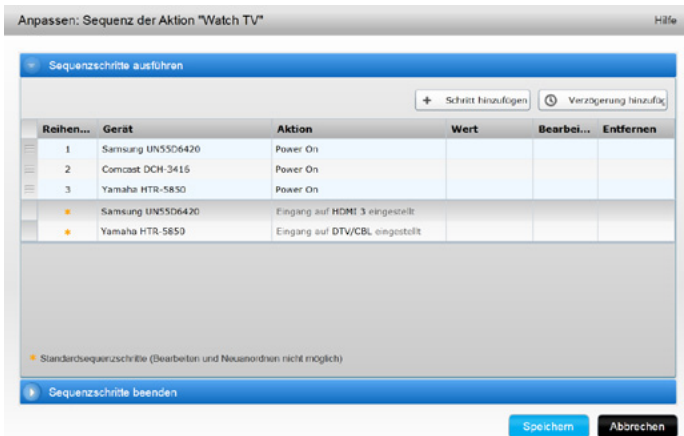 Anpassen: Sequenz der Aktion "Watch TV" Hilfe
Sequenzschritte ausführen
+ Schritt hinzufügen Verzögerung hinzufüg
Reihen... Gerät Aktion Wert Bearbei... Entfernen
1 Samsung UN55D6420 Power On
2 Comcast DCH-3416 Power On
3 Yamaha HTR-5850 Power On
Samsung UN55D6420 Eingang auf HDMI 3 eingestellt
Yamaha HTR-5850 Eingang auf DTV/CBL eingestellt
Standardsequenzschritte (Bearbeiten und Neuanordnen nicht möglich)
Sequenzschritte beenden
Speichern Abbrechen